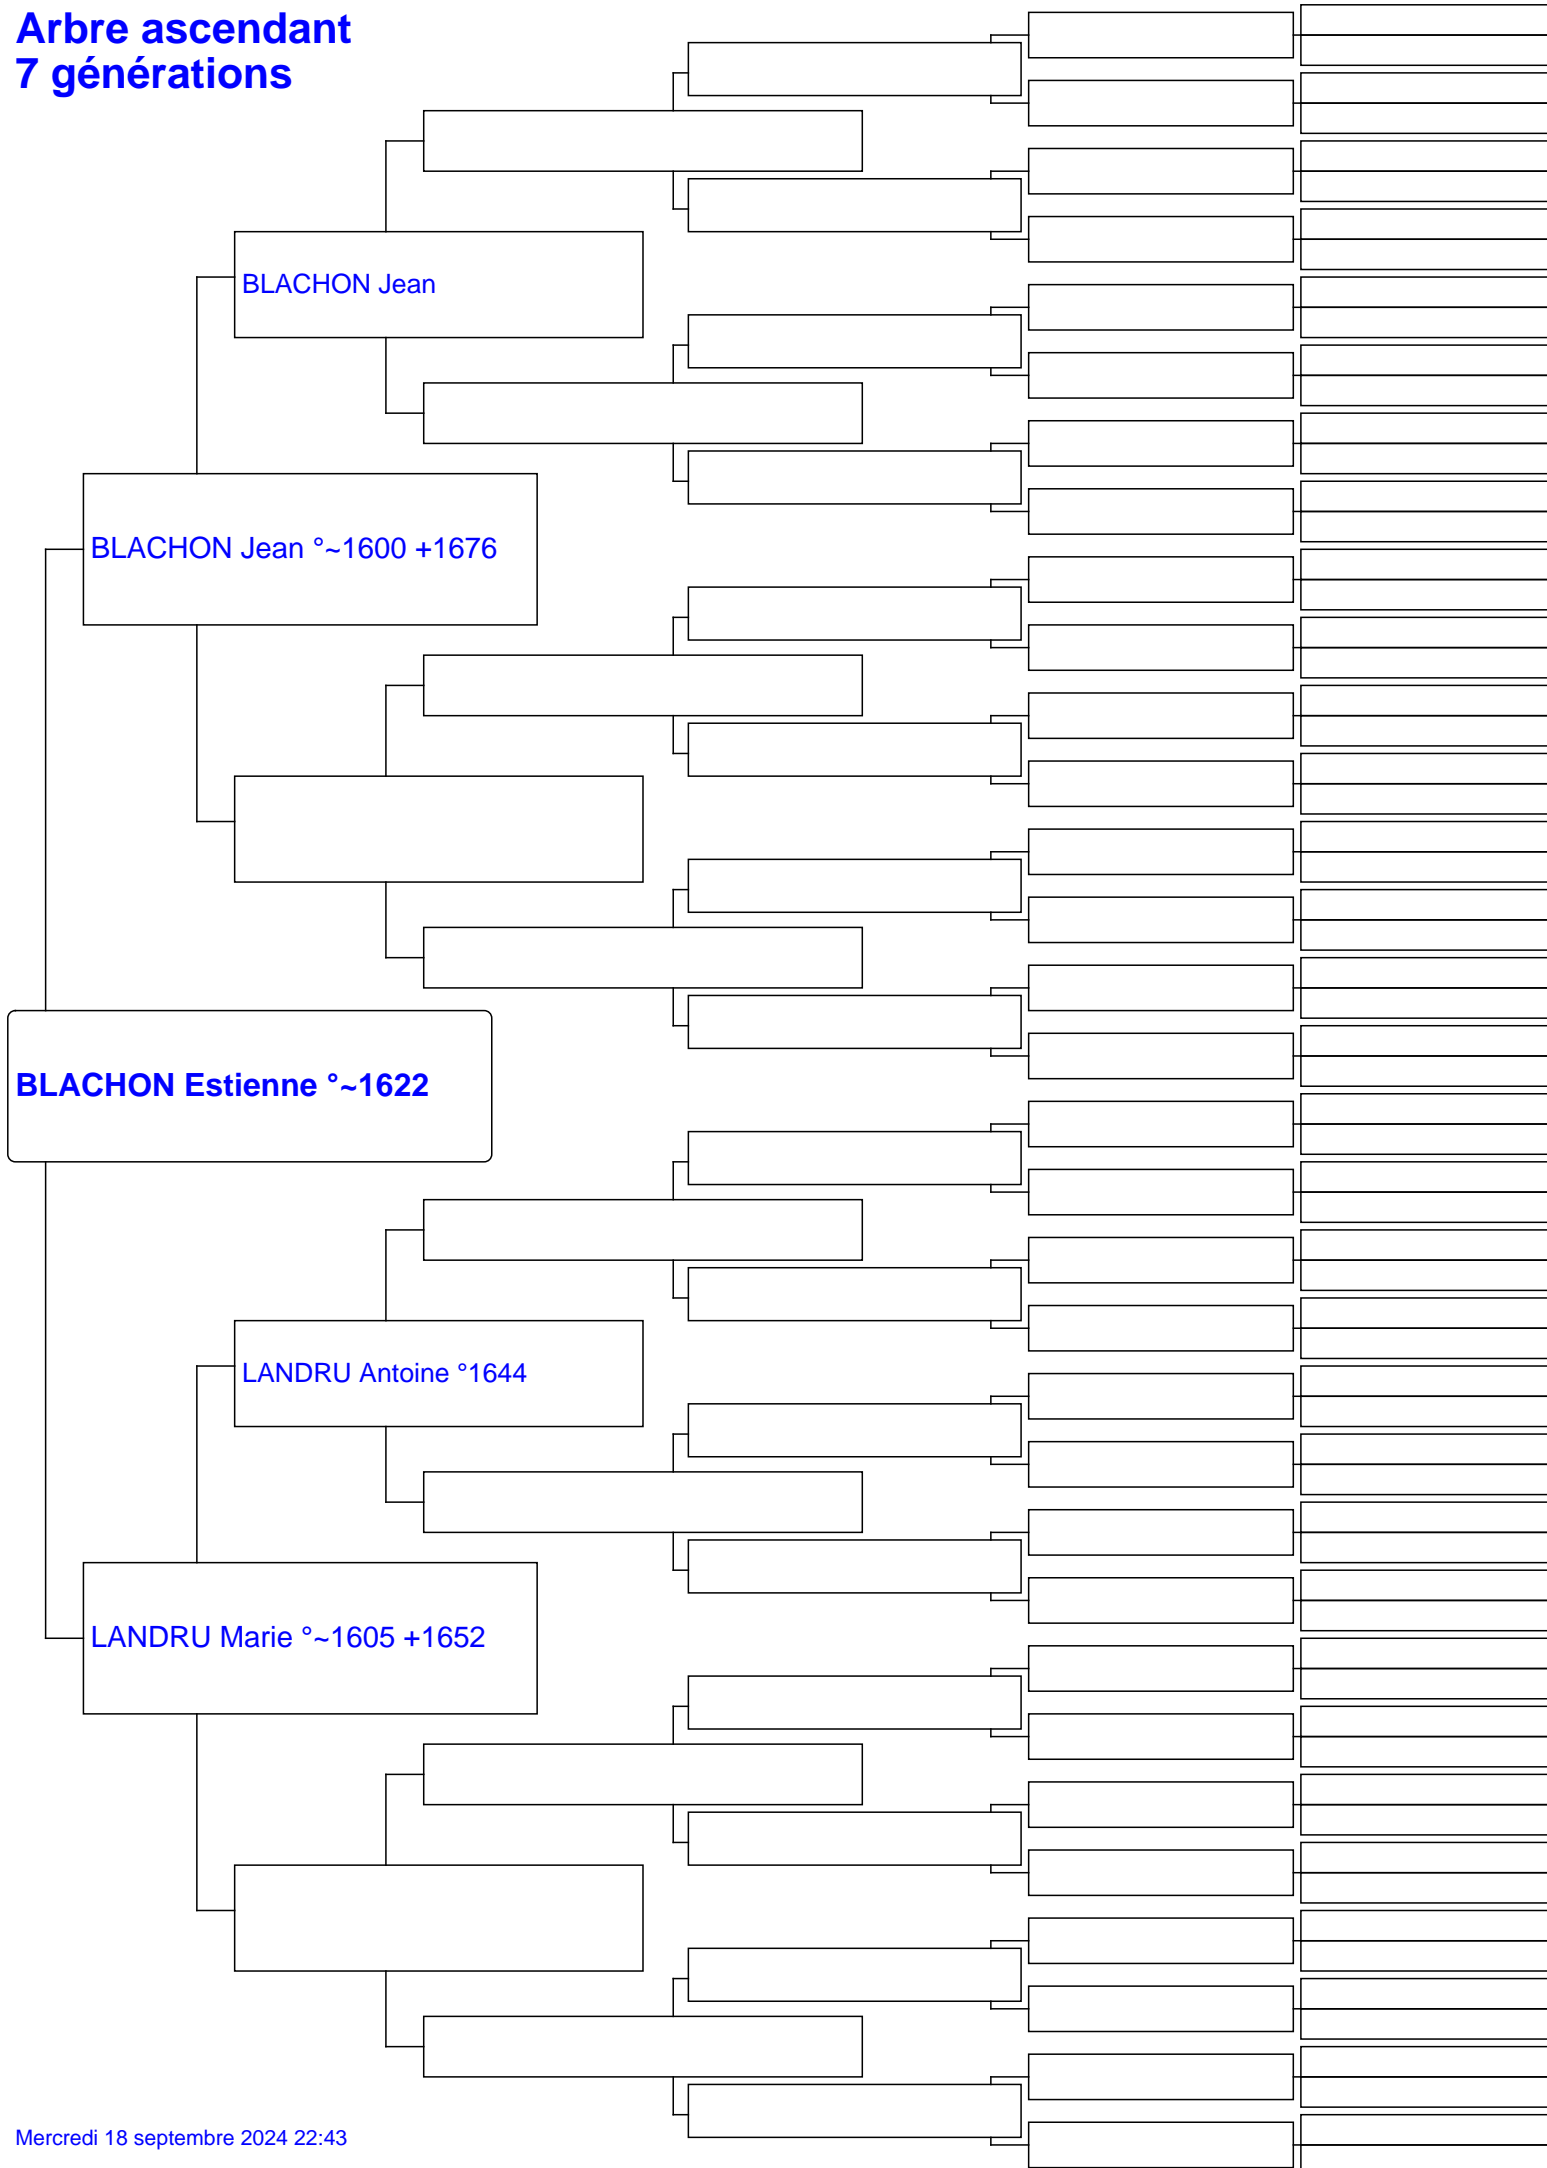 Arbre ascendant
7 générations
BLACHON Jean
BLACHON Jean °~1600 +1676
BLACHON Estienne °~1622
LANDRU Antoine °1644
LANDRU Marie °~1605 +1652
Mercredi 18 septembre 2024 22:43